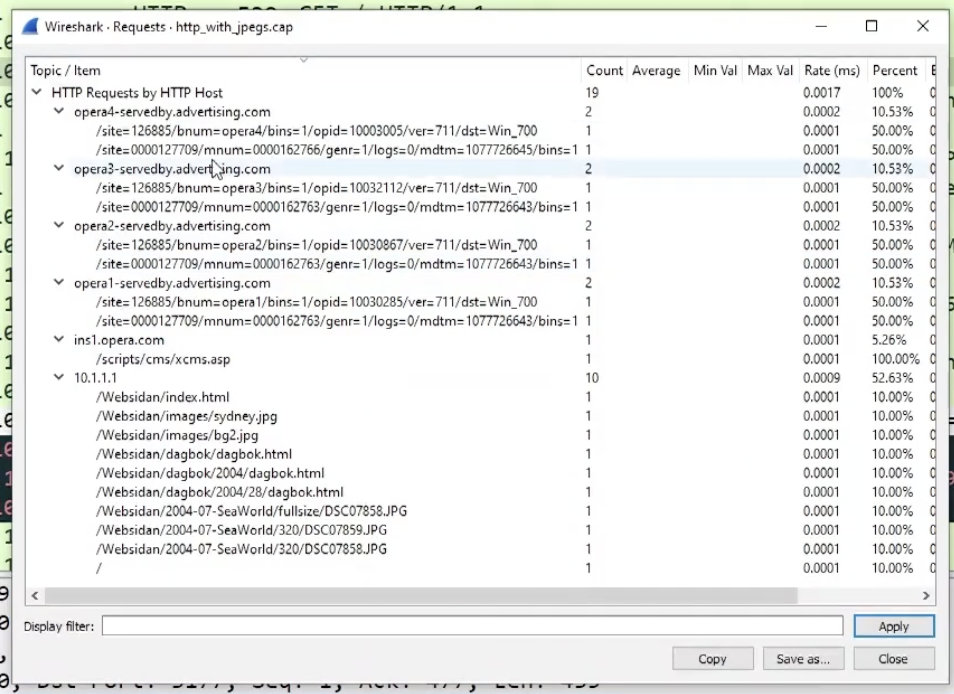 Wireshark · Requests · http_with_jpegs.cap
Topic / Item Count Average Min Val Max Val Rate (ms) Percent
HTTP Requests by HTTP Host 19 0.0017 100%
opera4-servedby.advertising.com 2 0.0002 10.53%
/site=126885/bnum=opera4/bins=1/opid=10003005/ver=711/dst=Win_700 1 0.0001 50.00%
/site=0000127709/mnum=0000162766/genr=1/logs=0/mdtm=1077726645/bins=1 1 0.0001 50.00%
opera3-servedby.advertising.com 2 0.0002 10.53%
/site=126885/bnum=opera3/bins=1/opid=10032112/ver=711/dst=Win_700 1 0.0001 50.00%
/site=0000127709/mnum=0000162763/genr=1/logs=0/mdtm=1077726643/bins=1 1 0.0001 50.00%
opera2-servedby.advertising.com 2 0.0002 10.53%
/site=126885/bnum=opera2/bins=1/opid=10030867/ver=711/dst=Win_700 1 0.0001 50.00%
/site=0000127709/mnum=0000162763/genr=1/logs=0/mdtm=1077726643/bins=1 1 0.0001 50.00%
opera1-servedby.advertising.com 2 0.0002 10.53%
/site=126885/bnum=opera1/bins=1/opid=10030285/ver=711/dst=Win_700 1 0.0001 50.00%
/site=0000127709/mnum=0000162763/genr=1/logs=0/mdtm=1077726643/bins=1 1 0.0001 50.00%
ins1.opera.com 1 0.0001 5.26%
/scripts/cms/xcms.asp 1 0.0001 100.00%
10.1.1.1 10 0.0009 52.63%
/Websidan/index.html 1 0.0001 10.00%
/Websidan/images/sydney.jpg 1 0.0001 10.00%
/Websidan/images/bg2.jpg 1 0.0001 10.00%
/Websidan/dagbok/dagbok.html 1 0.0001 10.00%
/Websidan/dagbok/2004/dagbok.html 1 0.0001 10.00%
/Websidan/dagbok/2004/28/dagbok.html 1 0.0001 10.00%
/Websidan/2004-07-SeaWorld/fullsize/DSC07858.JPG 1 0.0001 10.00%
/Websidan/2004-07-SeaWorld/320/DSC07859.JPG 1 0.0001 10.00%
/Websidan/2004-07-SeaWorld/320/DSC07858.JPG 1 0.0001 10.00%
/ 1 0.0001 10.00%
Display filter: Apply
Copy Save as... Close